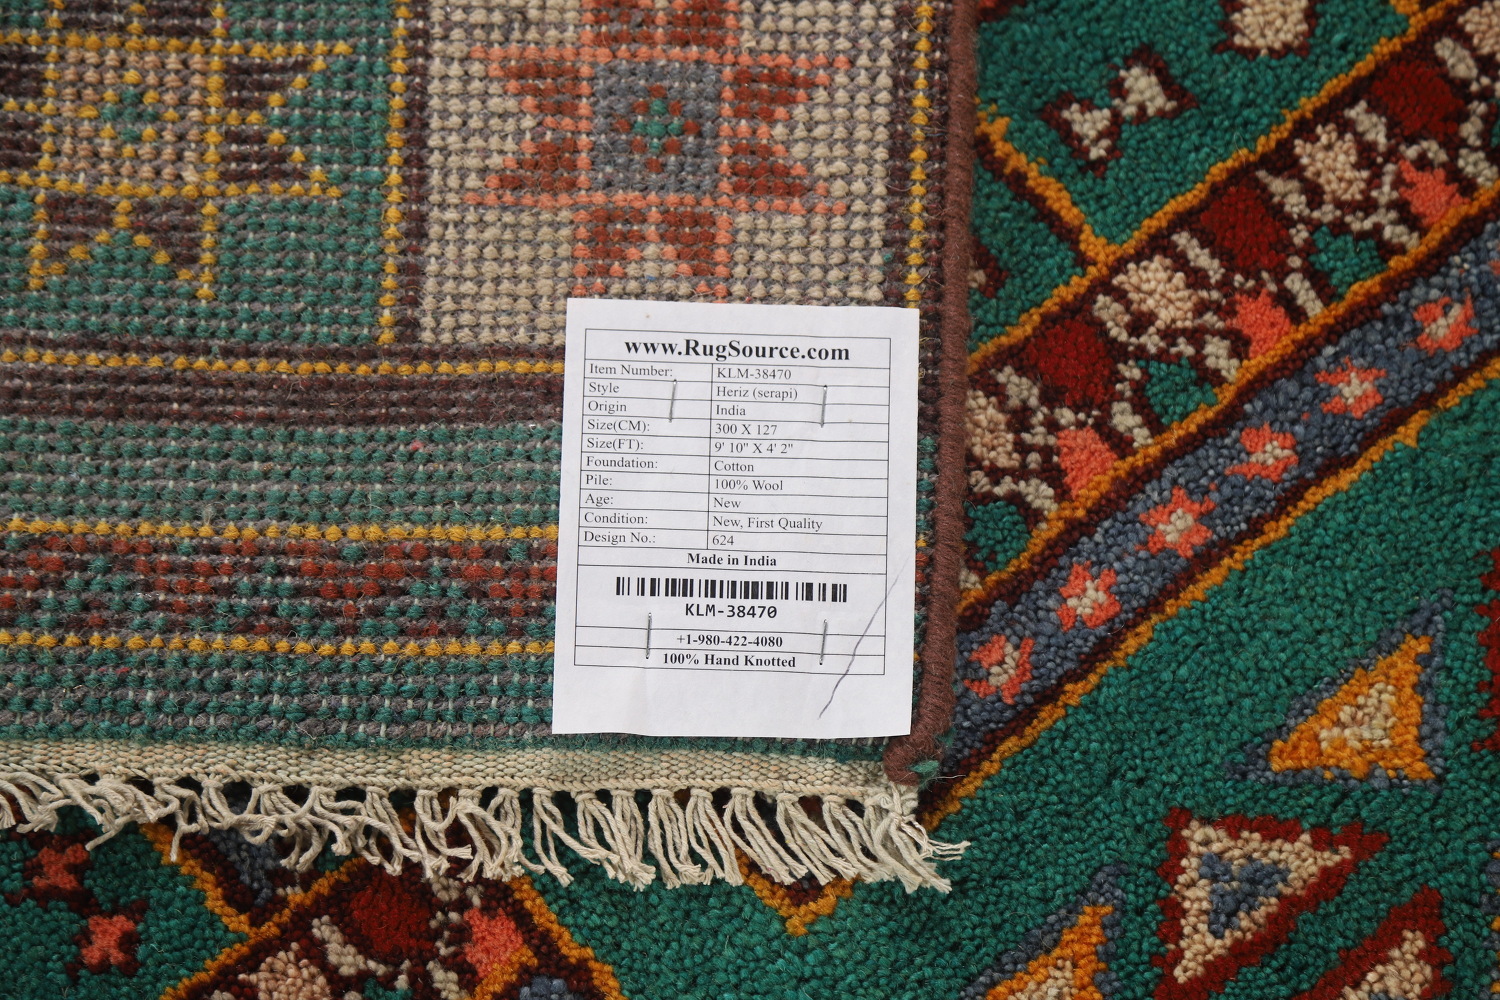 www.RugSource.com
Item Number: KLM-38470
Style Heriz (serapi)
Origin India
Size(CM): 300 X 127
Size(FT): 9' 10" X 4' 2"
Foundation: Cotton
Pile: 100% Wool
Age: New
Condition: New, First Quality
Design No.: 624
Made in India
KLM-38470
+1-980-422-4080
100% Hand Knotted